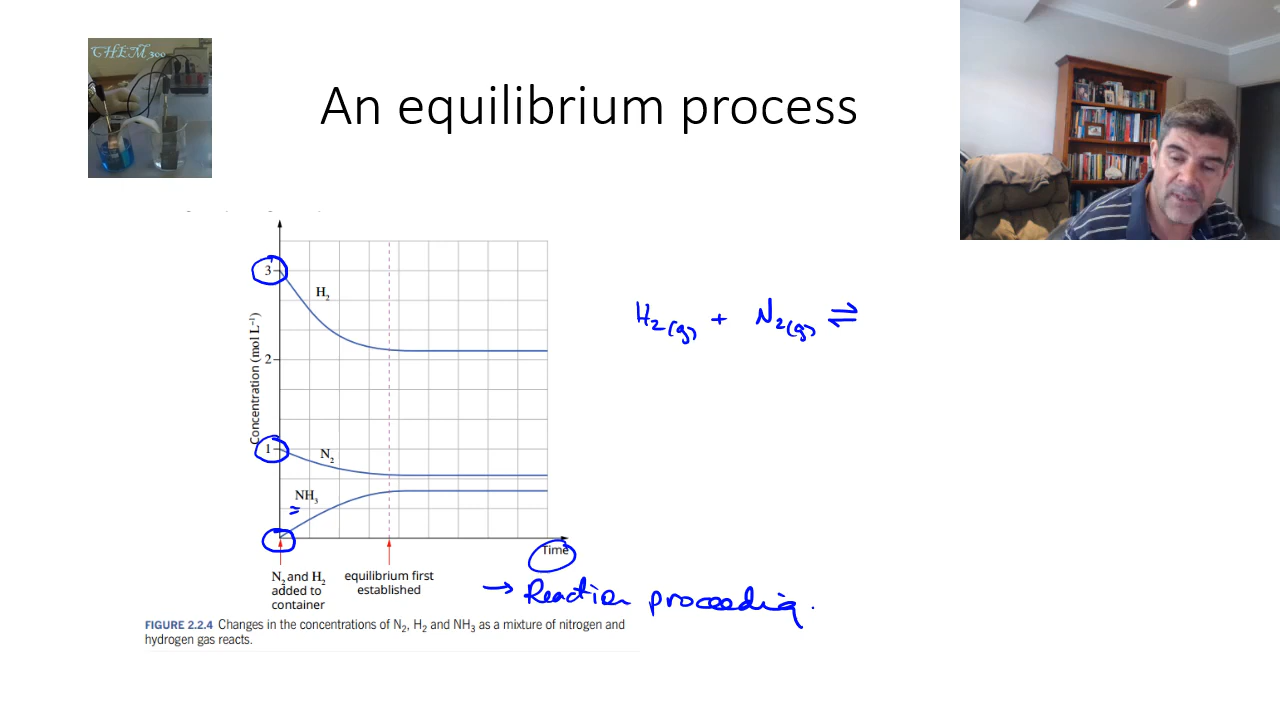 CHEM 300
An equilibrium process
3
H₂
H₂(g) + N₂(g) ⇌
Concentration (mol L⁻¹)
2
1
N₂
NH₃
=
Time
N₂ and H₂
added to
container
equilibrium first
established
→ Reaction proceeding.
FIGURE 2.2.4 Changes in the concentrations of N₂, H₂ and NH₃ as a mixture of nitrogen and
hydrogen gas reacts.